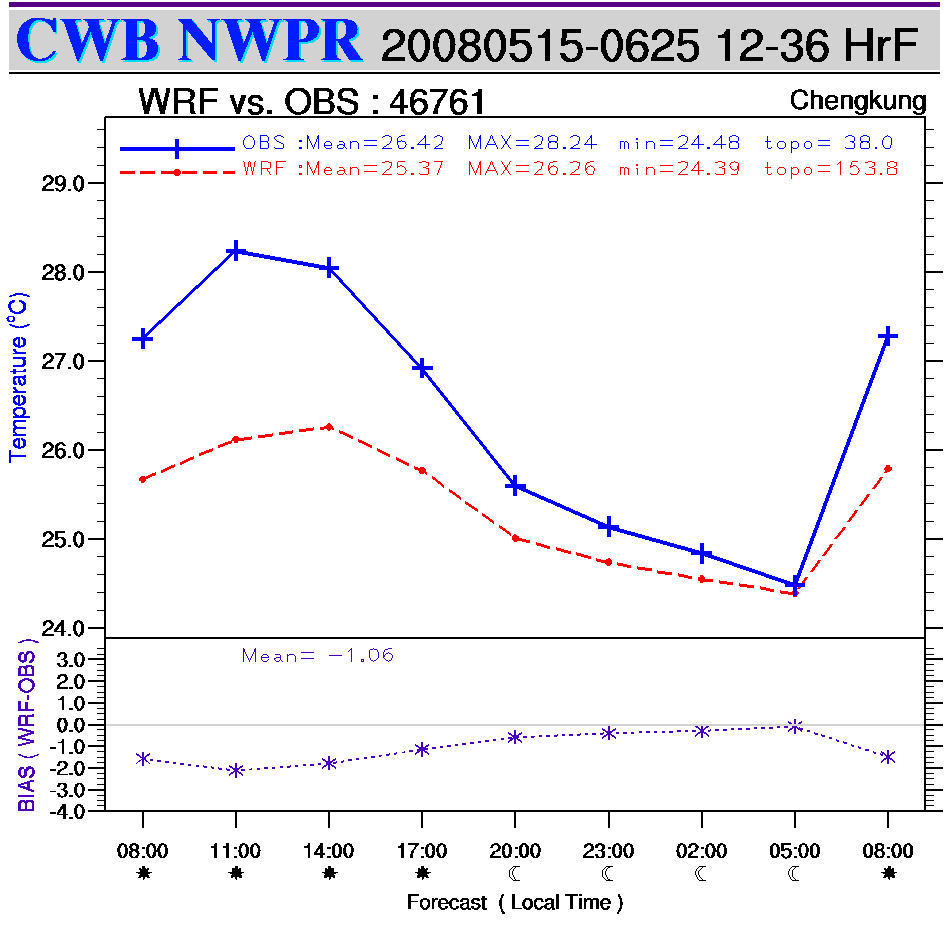 CWB NWPR 20080515-0625 12-36 HrF
WRF vs. OBS : 46761 Chengkung
OBS :Mean=26.42 MAX=28.24 min=24.48 topo= 38.0
WRF :Mean=25.37 MAX=26.26 min=24.39 topo=153.8
Temperature (°C)
29.0
28.0
27.0
26.0
25.0
24.0
BIAS ( WRF-OBS )
Mean= -1.06
3.0
2.0
1.0
0.0
-1.0
-2.0
-3.0
-4.0
08:00 11:00 14:00 17:00 20:00 23:00 02:00 05:00 08:00
Forecast ( Local Time )